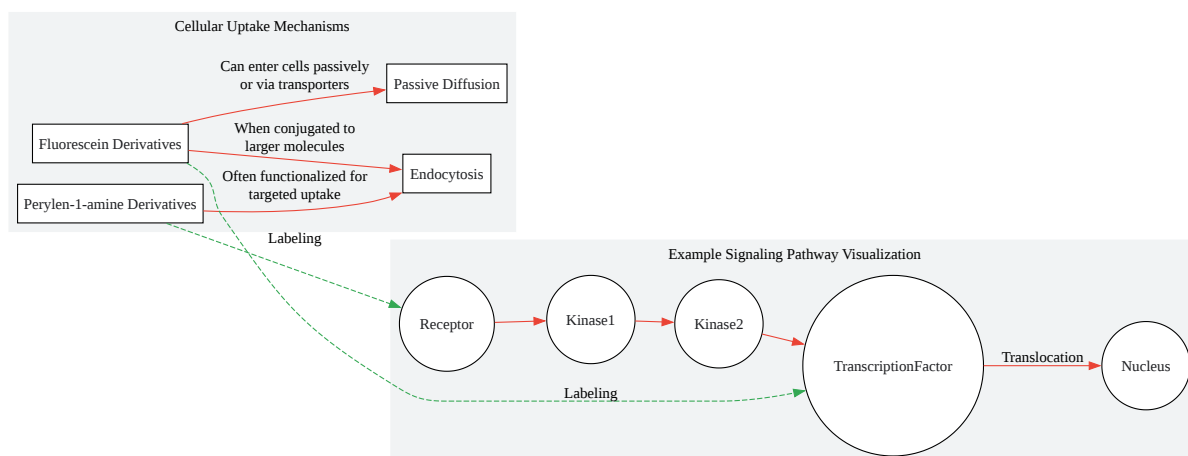 Cellular Uptake Mechanisms
Can enter cells passively
or via transporters
Passive Diffusion
Fluorescein Derivatives
When conjugated to
larger molecules
Endocytosis
Often functionalized for
targeted uptake
Perylen-1-amine Derivatives
Labeling
Example Signaling Pathway Visualization
Receptor
Kinase1
Kinase2
TranscriptionFactor
Translocation
Nucleus
Labeling